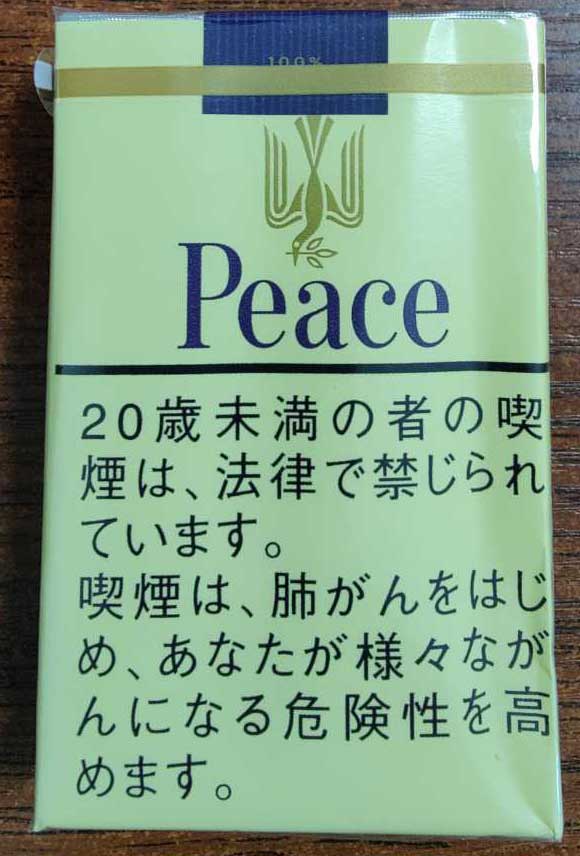 100%
Peace
20歳未満の者の喫
煙は、法律で禁じられ
ています。
喫煙は、肺がんをはじ
め、あなたが様々なが
んになる危険性を高
めます。